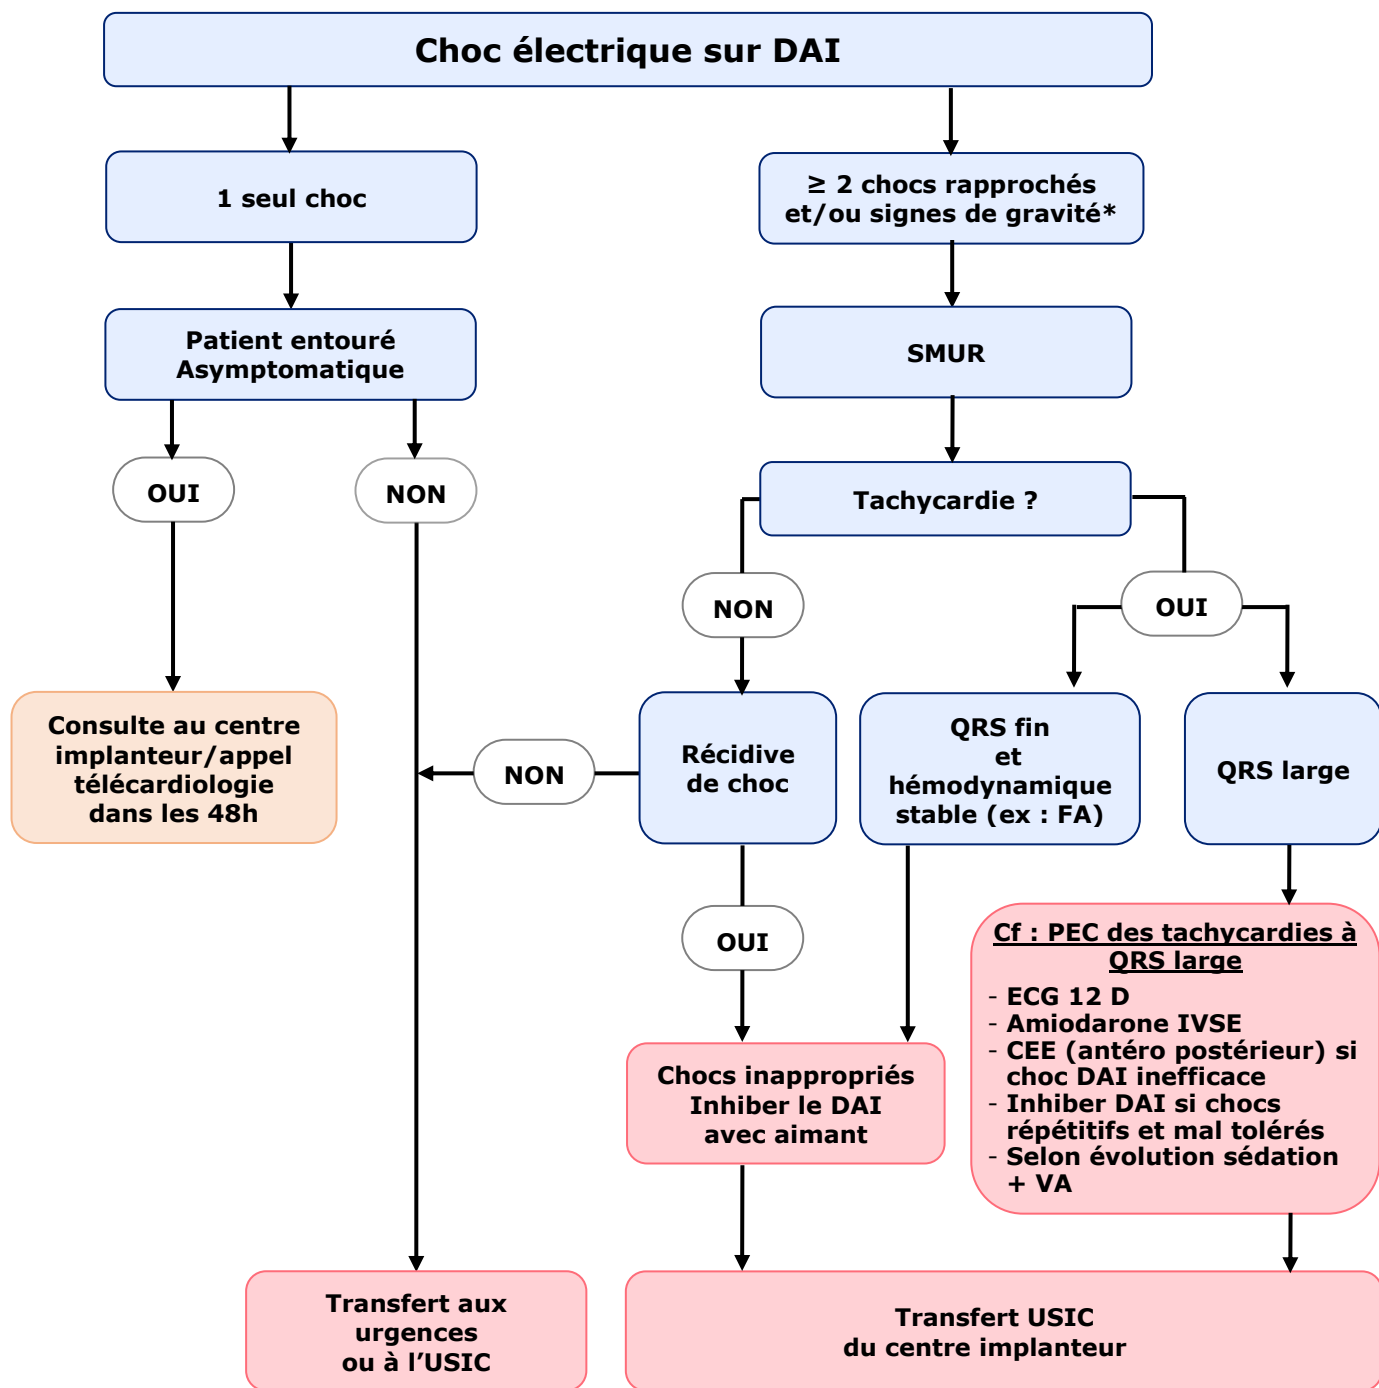 Choc électrique sur DAI
1 seul choc
≥ 2 chocs rapprochés
et/ou signes de gravité*
Patient entouré
Asymptomatique
SMUR
OUI
NON
Tachycardie ?
NON
OUI
Consulte au centre
implanteur/appel
télécardiologie
dans les 48h
NON
Récidive
de choc
QRS fin
et
hémodynamique
stable (ex : FA)
QRS large
OUI
Cf : PEC des tachycardies à
QRS large
- ECG 12 D
- Amiodarone IVSE
- CEE (antéro postérieur) si
choc DAI inefficace
- Inhiber DAI si chocs
répétitifs et mal tolérés
- Selon évolution sédation
+ VA
Chocs inappropriés
Inhiber le DAI
avec aimant
Transfert aux
urgences
ou à l’USIC
Transfert USIC
du centre implanteur